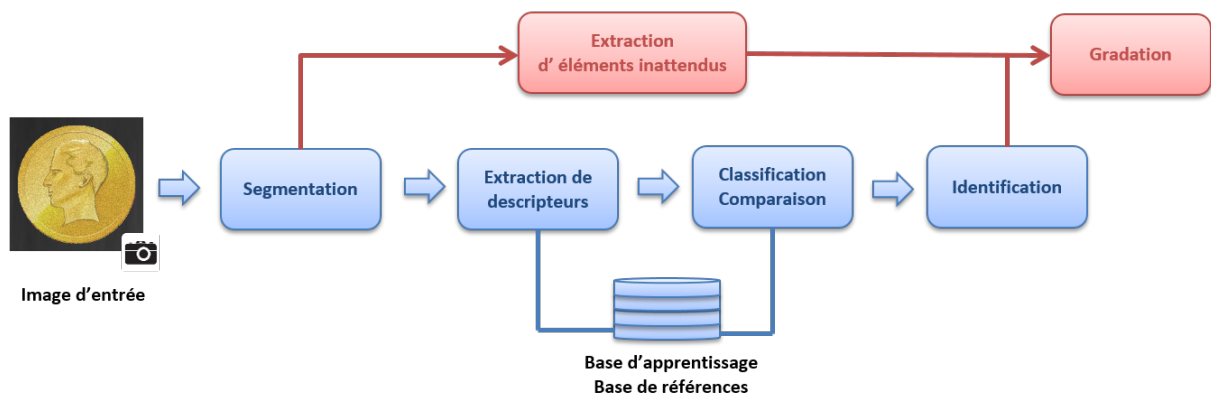 Extraction
d’ éléments inattendus
Gradation
Segmentation
Extraction de
descripteurs
Classification
Comparaison
Identification
Image d’entrée
Base d’apprentissage
Base de références